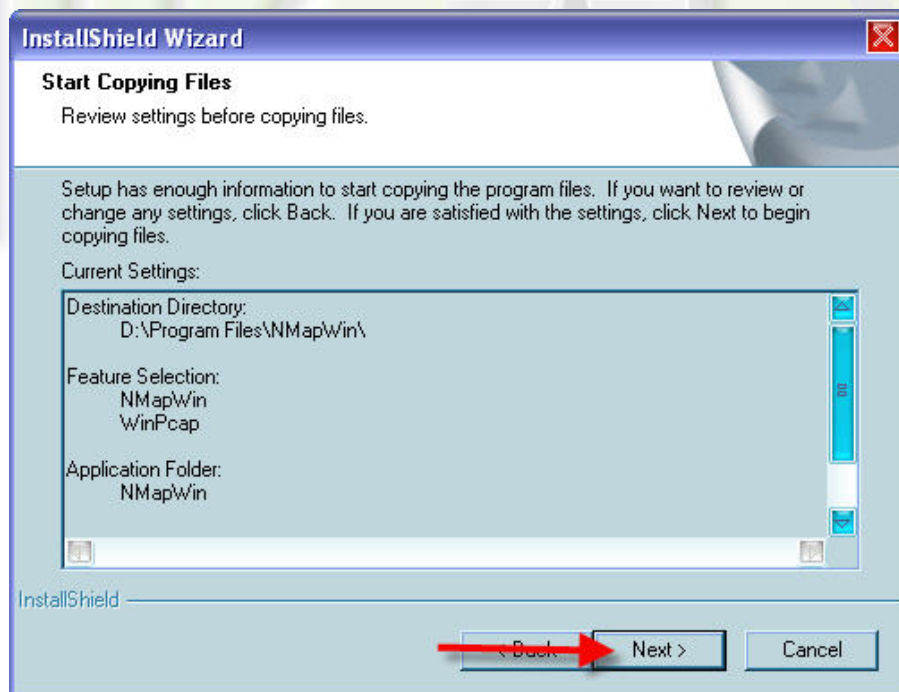 InstallShield Wizard
Start Copying Files
Review settings before copying files.
Setup has enough information to start copying the program files.  If you want to review or
change any settings, click Back.  If you are satisfied with the settings, click Next to begin
copying files.
Current Settings:
Destination Directory:
D:\Program Files\NMapWin\
Feature Selection:
NMapWin
WinPcap
Application Folder:
NMapWin
InstallShield
< Back
Next >
Cancel